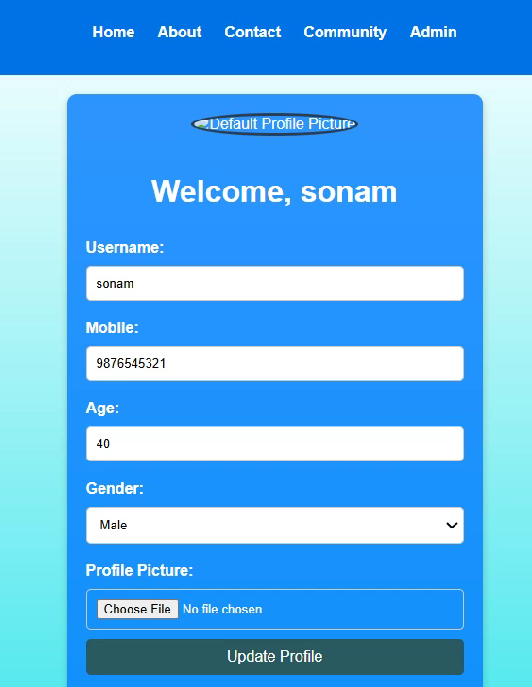 Home About Contact Community Admin
Default Profile Picture
Welcome, sonam
Username:
sonam
Mobile:
9876545321
Age:
40
Gender:
Male
Profile Picture:
Choose File No file chosen
Update Profile